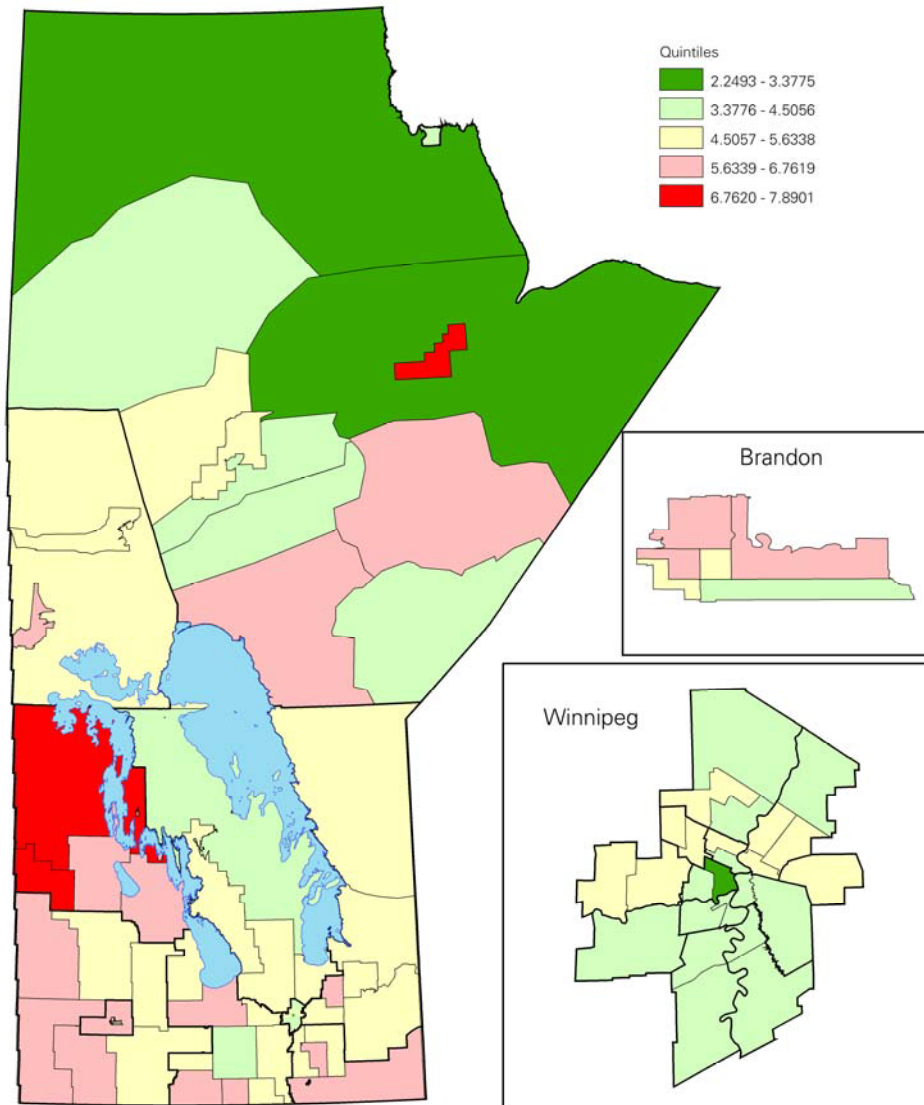 Quintiles
2.2493 - 3.3775
3.3776 - 4.5056
4.5057 - 5.6338
5.6339 - 6.7619
6.7620 - 7.8901
Brandon
Winnipeg